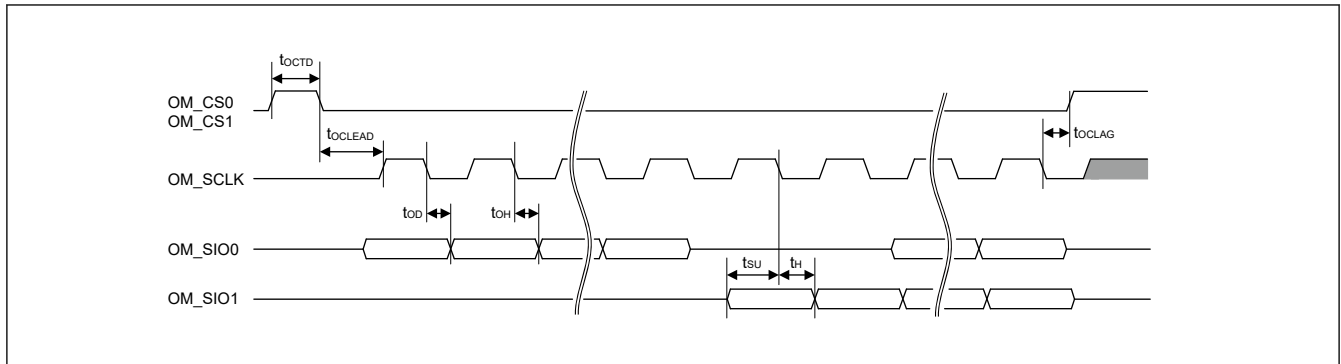 tOCTD
OM_CS0
OM_CS1
tOCLEAD
tOCLAG
OM_SCLK
tOD
tOH
OM_SIO0
tSU
tH
OM_SIO1